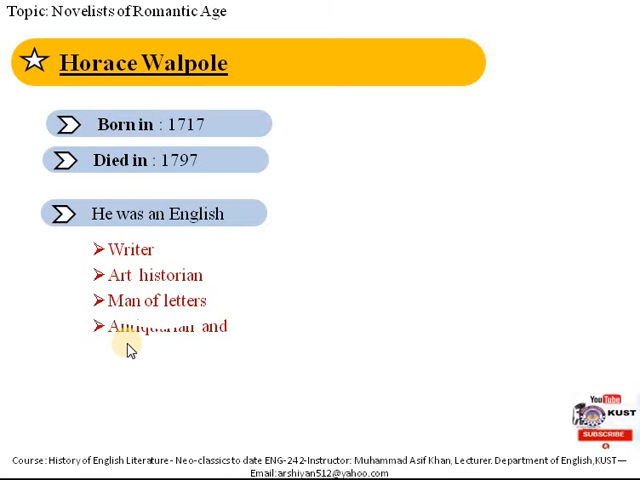 Topic: Novelists of Romantic Age
Horace Walpole
Born in : 1717
Died in : 1797
He was an English
Writer
Art historian
Man of letters
Antiquarian and
YouTube
KUST
SUBSCRIBE
Course: History of English Literature - Neo-classics to date ENG-242-Instructor: Muhammad Asif Khan, Lecturer. Department of English,KUST—
Email:arshiyan512@yahoo.com